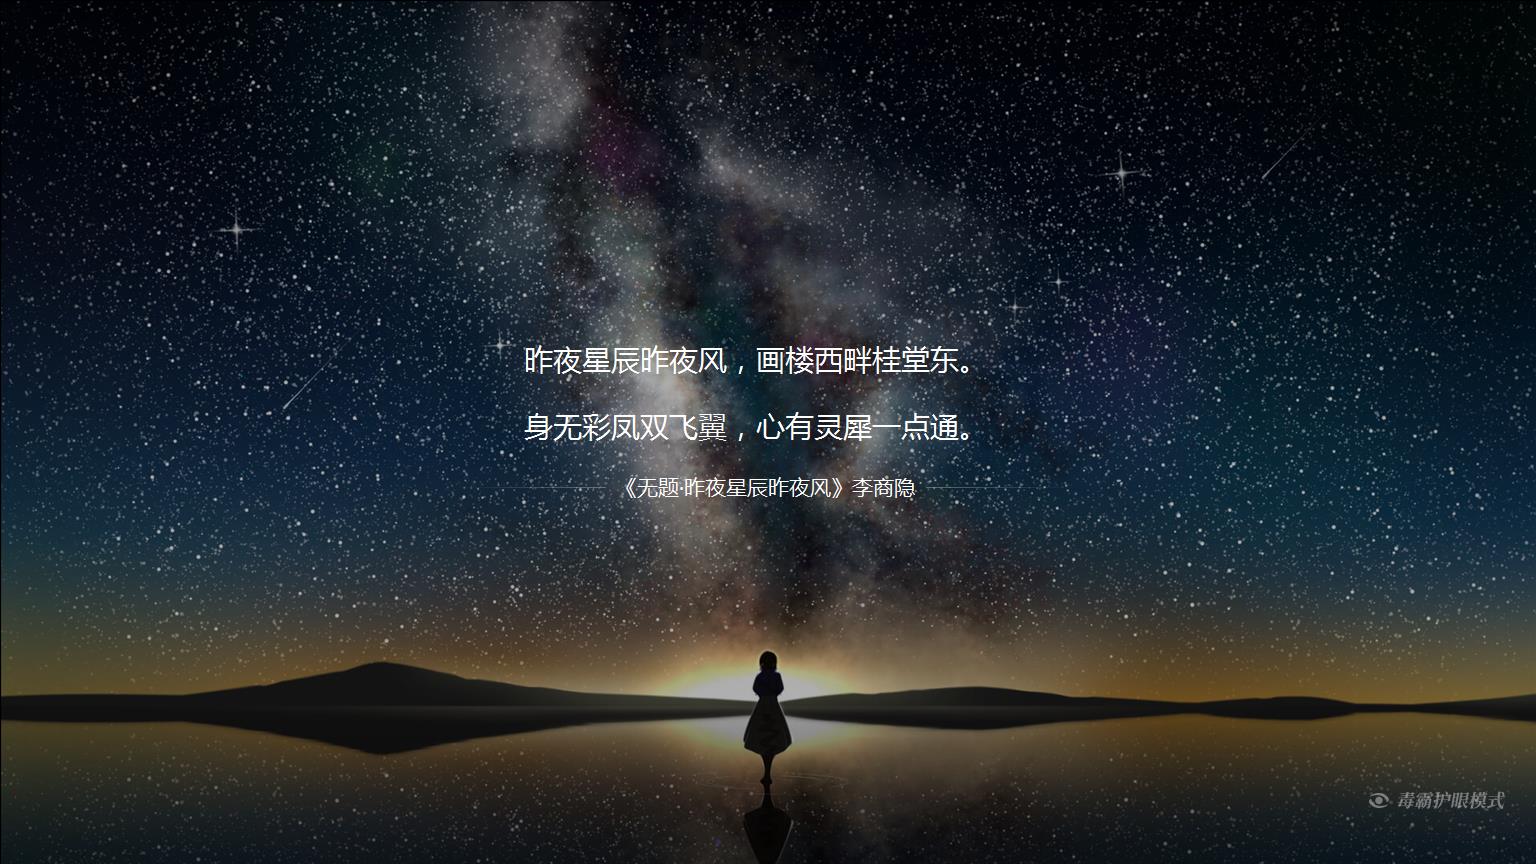 昨夜星辰昨夜风，画楼西畔桂堂东。
身无彩凤双飞翼，心有灵犀一点通。
《无题·昨夜星辰昨夜风》李商隐
毒霸护眼模式